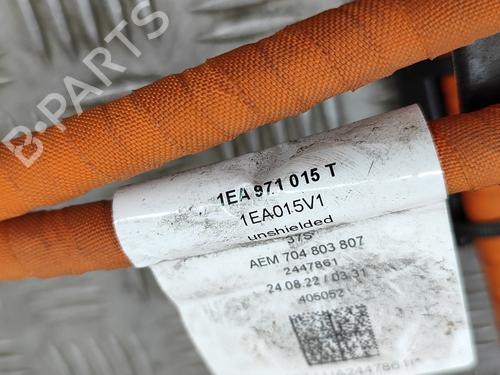 B-PARTS
1EA 971 015 T
1EA015V1
unshielded
375
AEM 704 803 807
2447861
24.08.22 / 03:31
405052